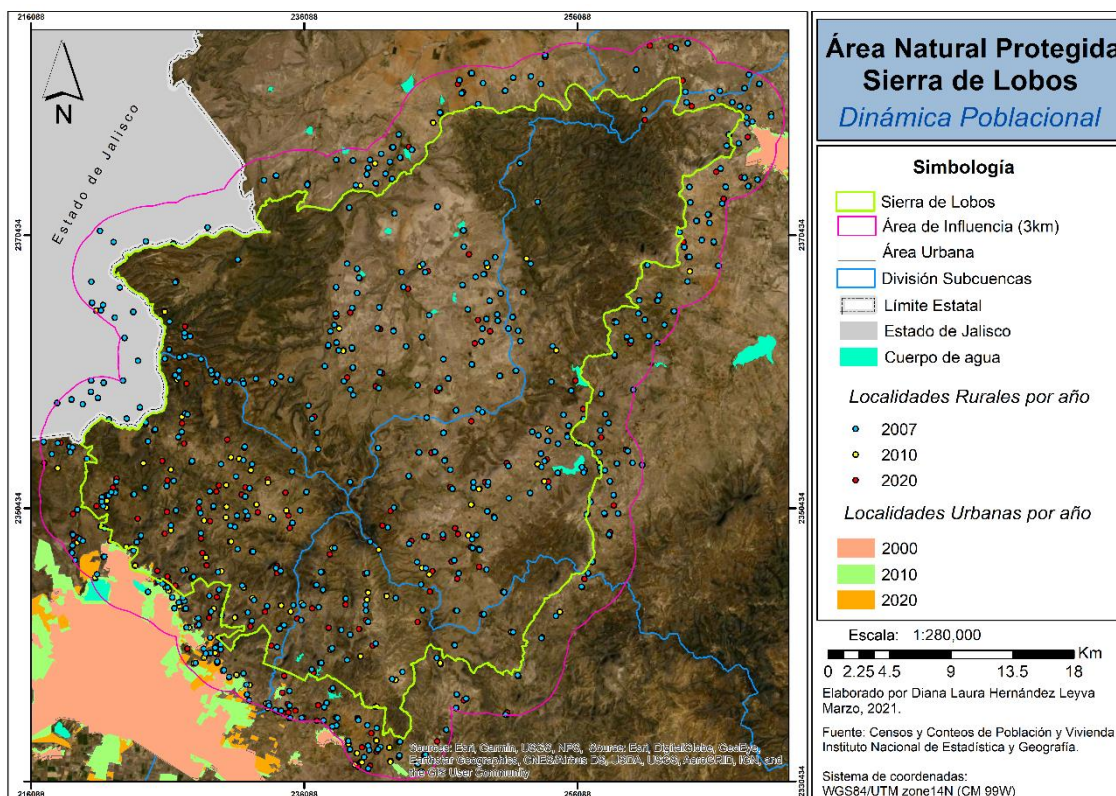 216088
236088
256088
2370434
2350434
2330434
2370434
2350434
216088
236088
256088
N
Estado de Jalisco
Sources: Esri, Garmin, USGS, NPS, Source: Esri, DigitalGlobe, GeoEye,
Earthstar Geographics, CNES/Airbus DS, USDA, USGS, AeroGRID, IGN, and
the GIS User Community
Área Natural Protegida
Sierra de Lobos
Dinámica Poblacional
Simbología
Sierra de Lobos
Área de Influencia (3km)
Área Urbana
División Subcuencas
Límite Estatal
Estado de Jalisco
Cuerpo de agua
Localidades Rurales por año
2007
2010
2020
Localidades Urbanas por año
2000
2010
2020
Escala: 1:280,000
Km
0 2.25 4.5 9 13.5 18
Elaborado por Diana Laura Hernández Leyva
Marzo, 2021.
Fuente: Censos y Conteos de Población y Vivienda
Instituto Nacional de Estadística y Geografía.
Sistema de coordenadas:
WGS84/UTM zone14N (CM 99W)